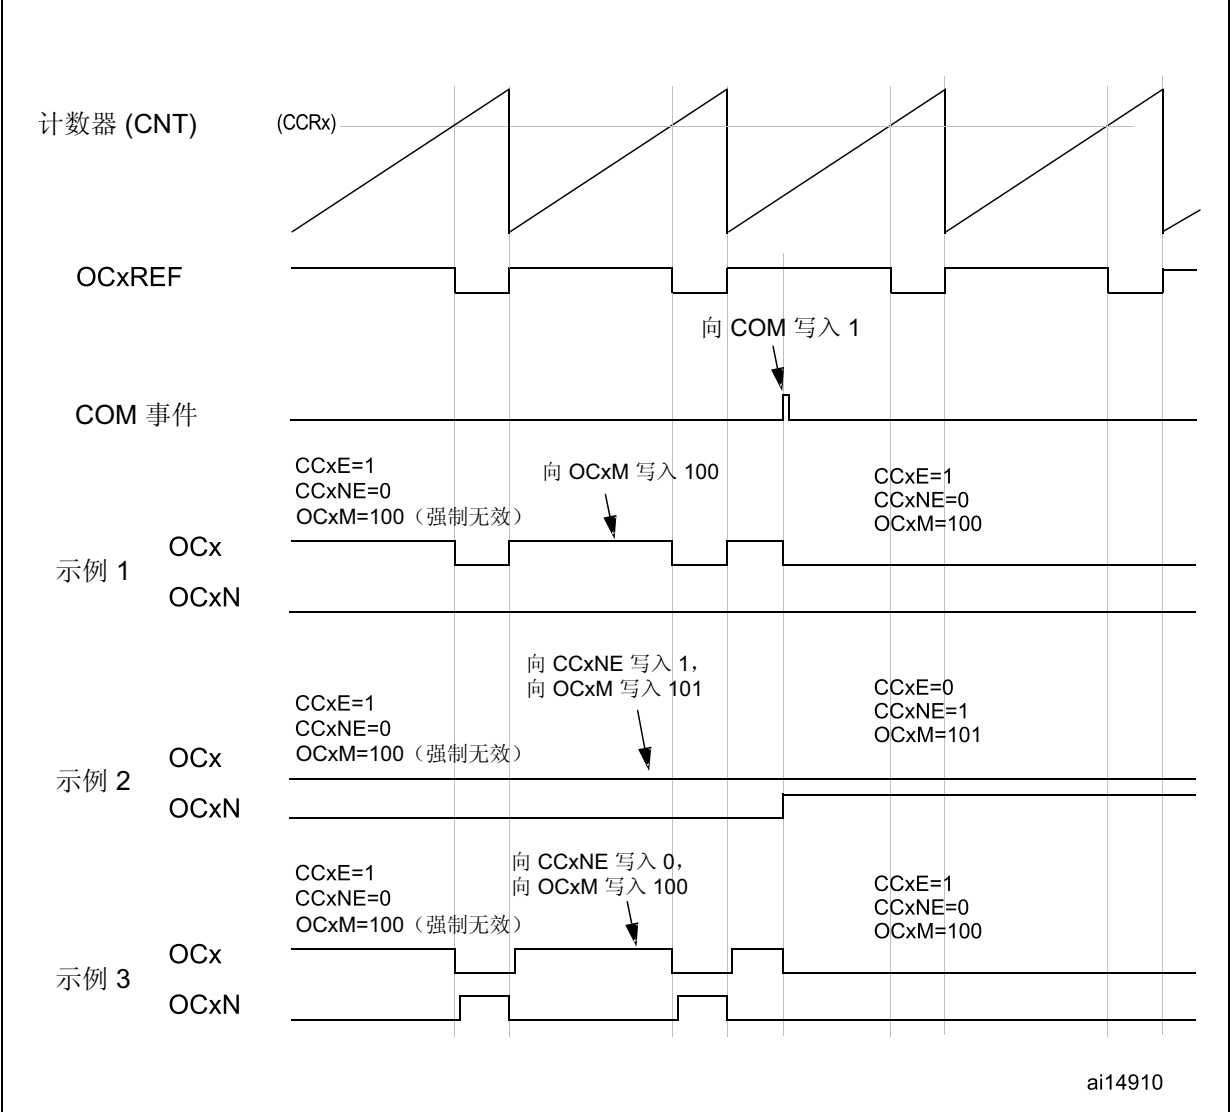 计数器 (CNT)
(CCRx)
OCxREF
向 COM 写入 1
COM 事件
CCxE=1
CCxNE=0
OCxM=100（强制无效）
向 OCxM 写入 100
CCxE=1
CCxNE=0
OCxM=100
示例 1
OCx
OCxN
向 CCxNE 写入 1，
向 OCxM 写入 101
CCxE=1
CCxNE=0
OCxM=100（强制无效）
CCxE=0
CCxNE=1
OCxM=101
示例 2
OCx
OCxN
向 CCxNE 写入 0，
向 OCxM 写入 100
CCxE=1
CCxNE=0
OCxM=100（强制无效）
CCxE=1
CCxNE=0
OCxM=100
示例 3
OCx
OCxN
ai14910